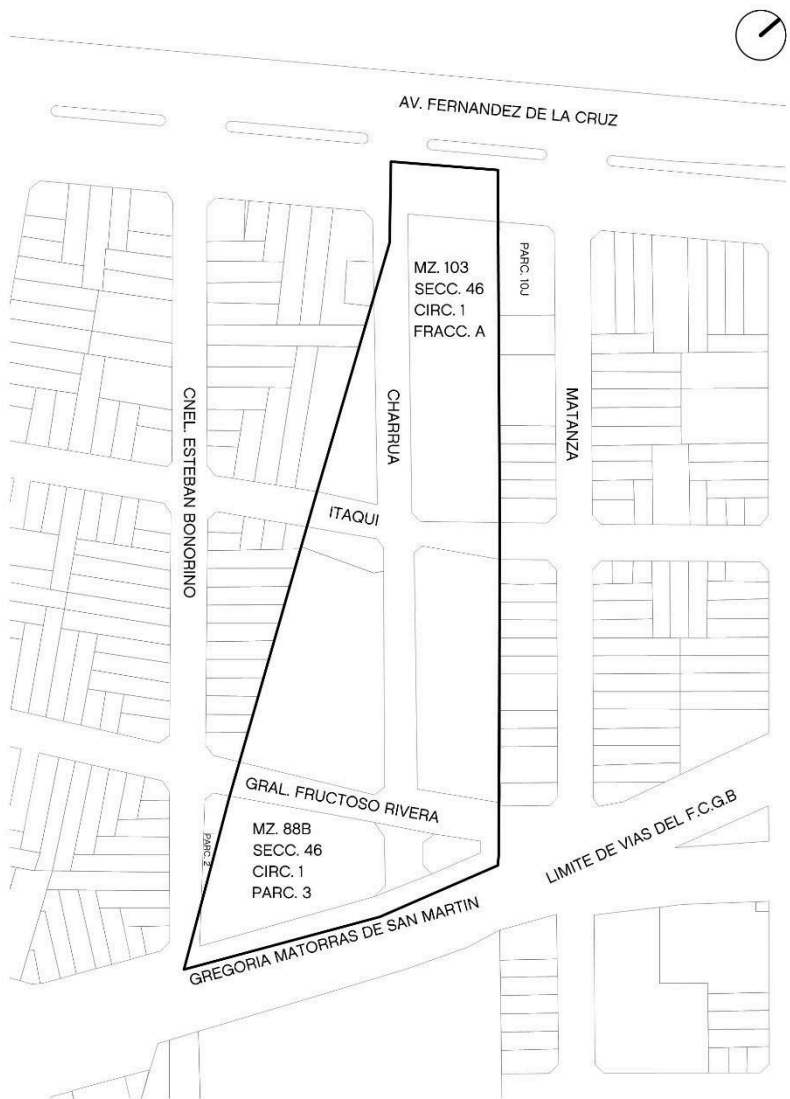 AV. FERNANDEZ DE LA CRUZ
MZ. 103
SECC. 46
CIRC. 1
FRACC. A
PARC. 10J
CNEL. ESTEBAN BONORINO
CHARRUA
MATANZA
ITAQUI
GRAL. FRUCTOSO RIVERA
MZ. 88B
SECC. 46
CIRC. 1
PARC. 3
PARC. 2
LIMITE DE VIAS DEL F.C.G.B
GREGORIA MATORRAS DE SAN MARTIN